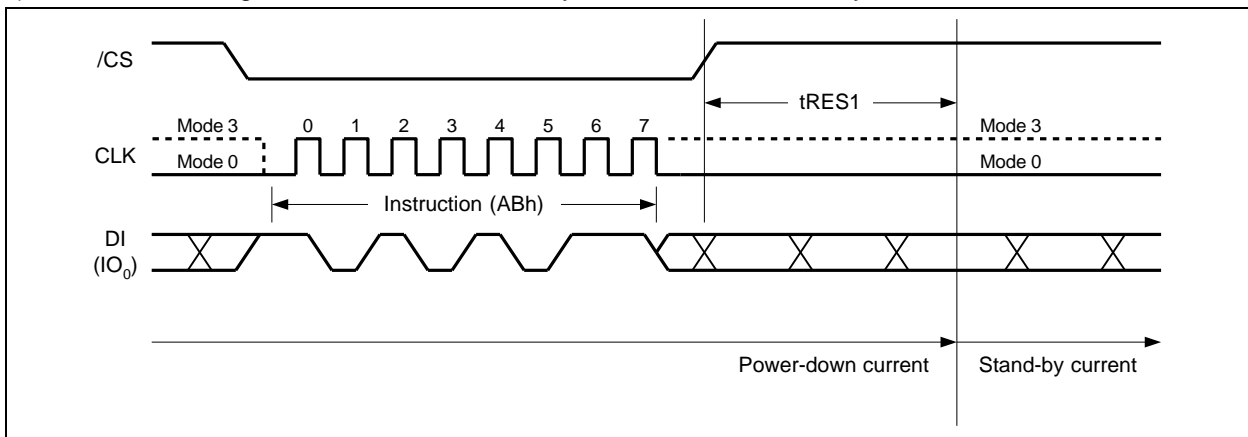 /CS
tRES1
Mode 3
0 1 2 3 4 5 6 7
Mode 3
CLK
Mode 0
Mode 0
Instruction (ABh)
DI
(IO₀)
Power-down current
Stand-by current